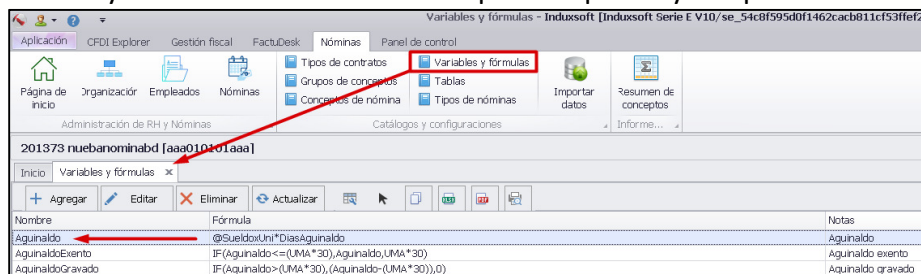 Variables y fórmulas - Induxsoft [Induxsoft Serie E V10/se_54c8f595d0f1462cacb811cf53ffef2
Aplicación CFDI Explorer Gestión fiscal FactuDesk Nóminas Panel de control
Página de inicio
Organización
Empleados
Nóminas
Tipos de contratos
Grupos de conceptos
Conceptos de nómina
Variables y fórmulas
Tablas
Tipos de nóminas
Importar datos
Resumen de conceptos
Administración de RH y Nóminas Catálogos y configuraciones Informe...
201373 nuebanominabd [aaa010101aaa]
Inicio Variables y fórmulas x
Agregar Editar Eliminar Actualizar
Nombre Fórmula Notas
Aguinaldo @SueldoxUni*DiasAguinaldo Aguinaldo
AguinaldoExento IF(Aguinaldo<=(UMA*30),Aguinaldo,UMA*30) Aguinaldo exento
AguinaldoGravado IF(Aguinaldo>(UMA*30),(Aguinaldo-(UMA*30)),0) Aguinaldo gravado